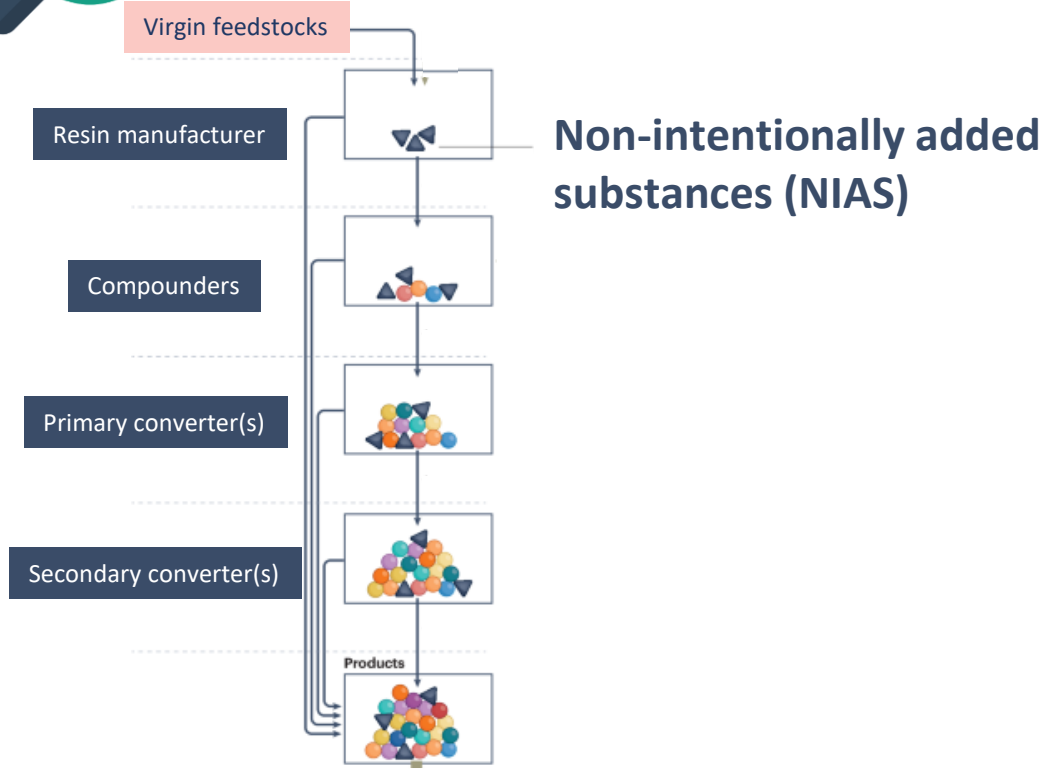 Virgin feedstocks
Resin manufacturer
Non-intentionally added
substances (NIAS)
Compounders
Primary converter(s)
Secondary converter(s)
Products